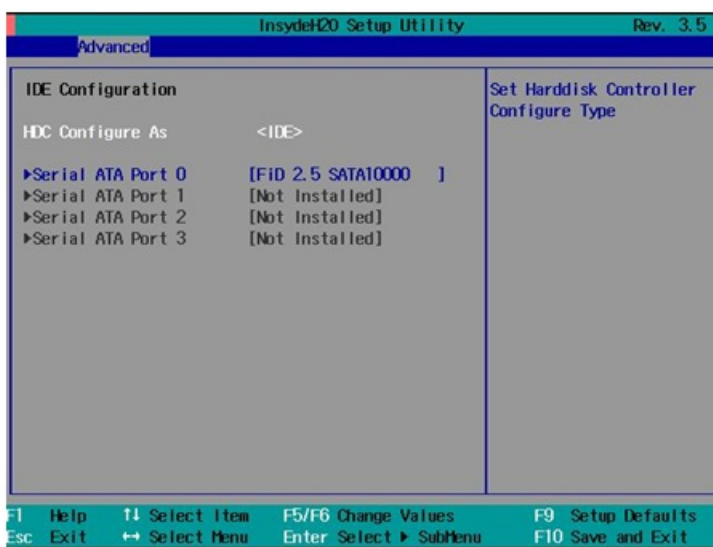 InsydeH2O Setup Utility Rev. 3.5
Advanced
IDE Configuration
HDC Configure As <IDE>
▶Serial ATA Port 0 [FiD 2.5 SATA10000 ]
▶Serial ATA Port 1 [Not Installed]
▶Serial ATA Port 2 [Not Installed]
▶Serial ATA Port 3 [Not Installed]
Set Harddisk Controller
Configure Type
F1 Help ↑↓ Select Item F5/F6 Change Values F9 Setup Defaults
Esc Exit ↔ Select Menu Enter Select ▶ SubMenu F10 Save and Exit